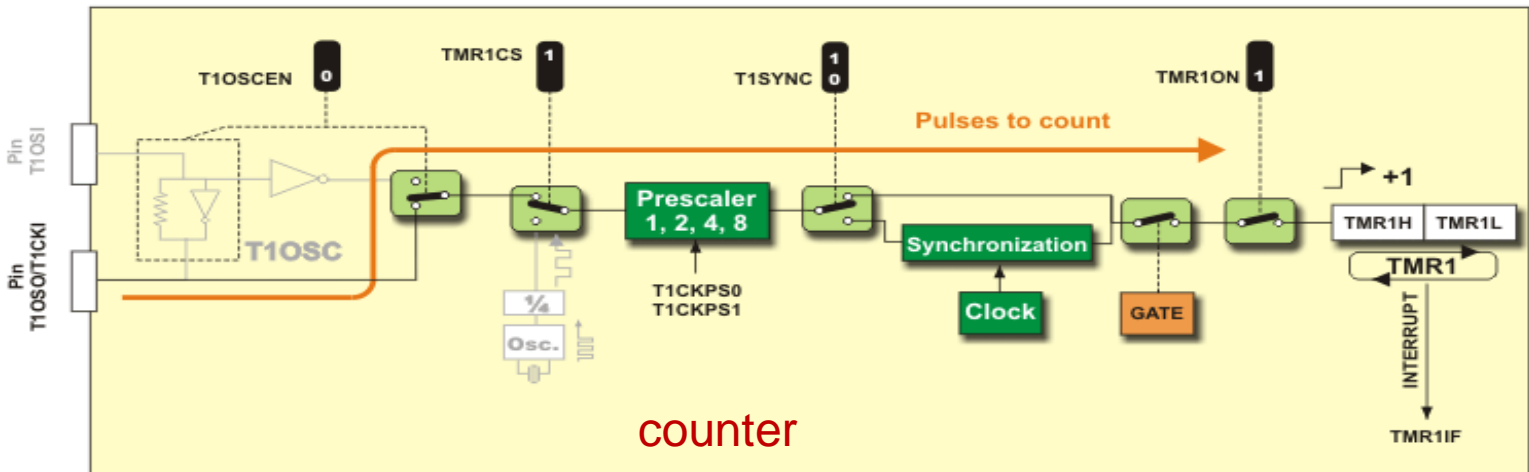 T1OSCEN
0
TMR1CS
1
T1SYNC
1
0
TMR1ON
1
Pulses to count
Pin
T1OSI
Pin
T1OSO/T1CKI
T1OSC
¼
Osc.
Prescaler
1, 2, 4, 8
T1CKPS0
T1CKPS1
Synchronization
Clock
GATE
+1
TMR1H
TMR1L
TMR1
INTERRUPT
TMR1IF
counter